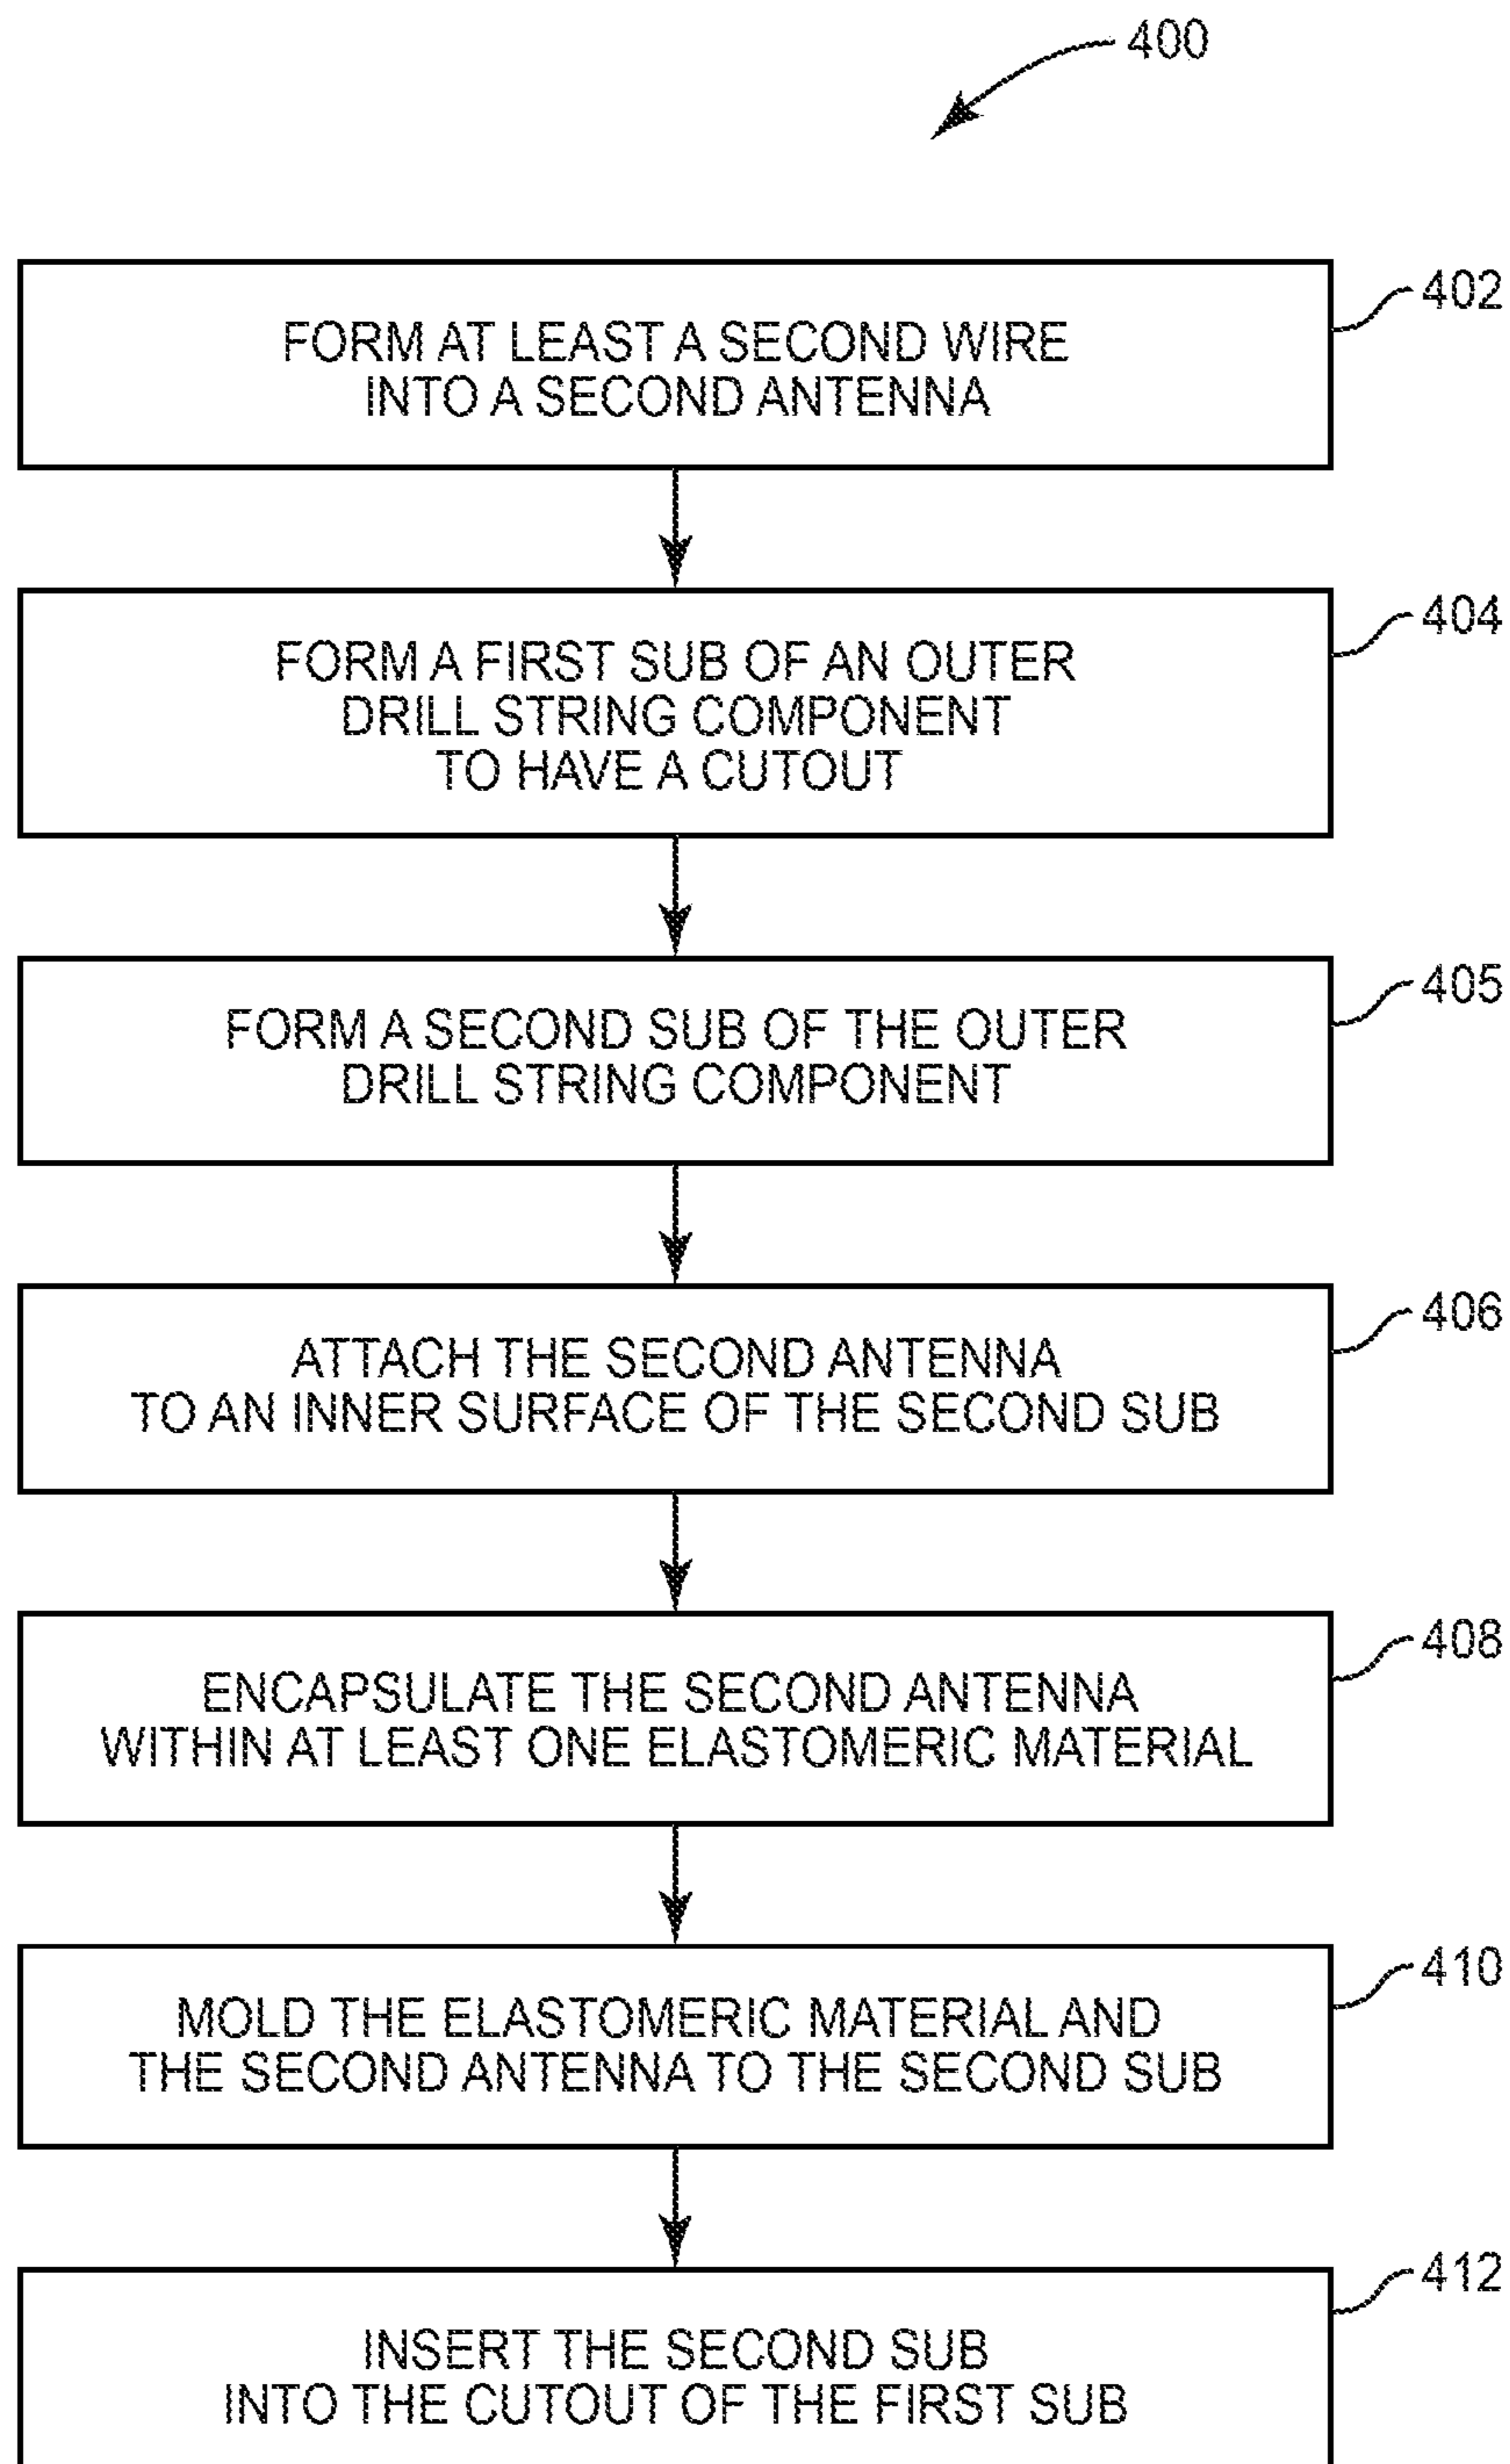 400
402
FORM AT LEAST A SECOND WIRE
INTO A SECOND ANTENNA
404
FORM A FIRST SUB OF AN OUTER
DRILL STRING COMPONENT
TO HAVE A CUTOUT
405
FORM A SECOND SUB OF THE OUTER
DRILL STRING COMPONENT
406
ATTACH THE SECOND ANTENNA
TO AN INNER SURFACE OF THE SECOND SUB
408
ENCAPSULATE THE SECOND ANTENNA
WITHIN AT LEAST ONE ELASTOMERIC MATERIAL
410
MOLD THE ELASTOMERIC MATERIAL AND
THE SECOND ANTENNA TO THE SECOND SUB
412
INSERT THE SECOND SUB
INTO THE CUTOUT OF THE FIRST SUB